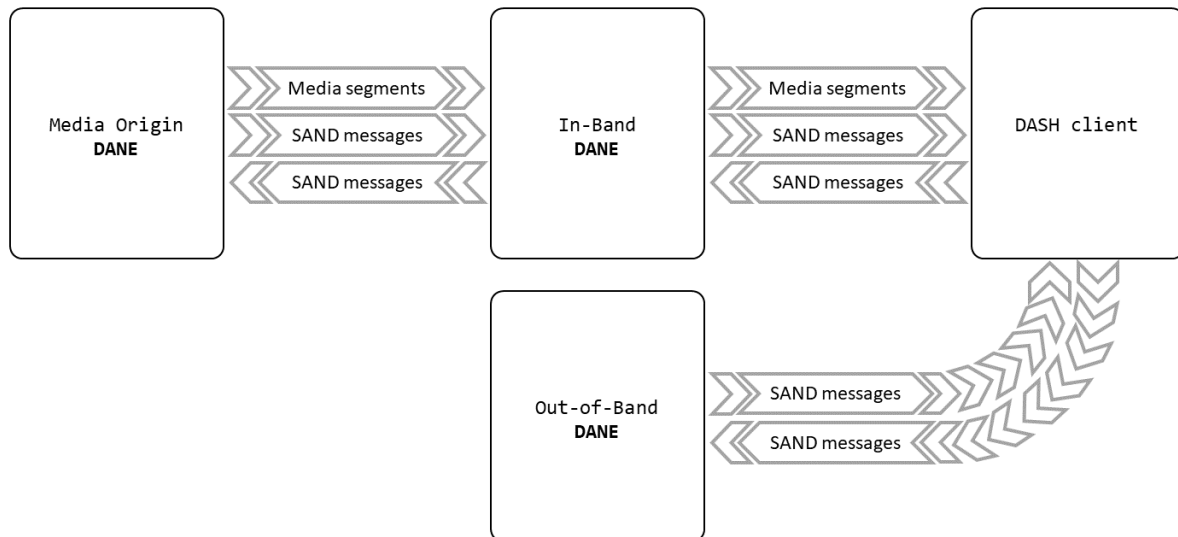 Media Origin
DANE
Media segments
SAND messages
SAND messages
In-Band
DANE
Media segments
SAND messages
SAND messages
DASH client
Out-of-Band
DANE
SAND messages
SAND messages